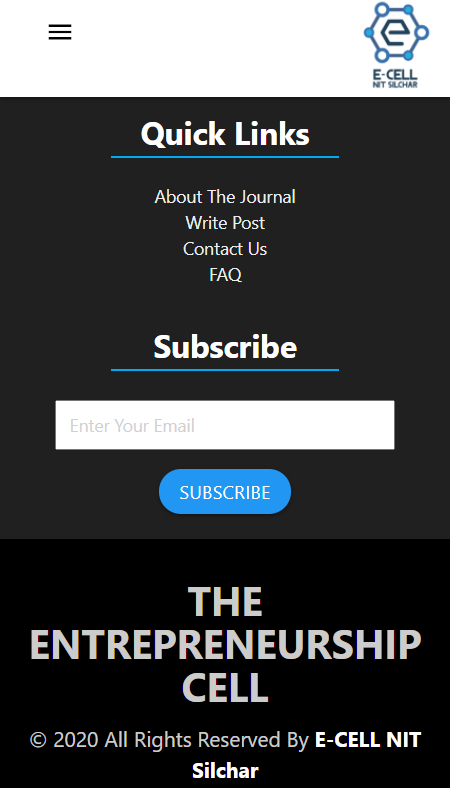 E-CELL
NIT SILCHAR
Quick Links
About The Journal
Write Post
Contact Us
FAQ
Subscribe
Enter Your Email
SUBSCRIBE
THE
ENTREPRENEURSHIP
CELL
© 2020 All Rights Reserved By E-CELL NIT
Silchar